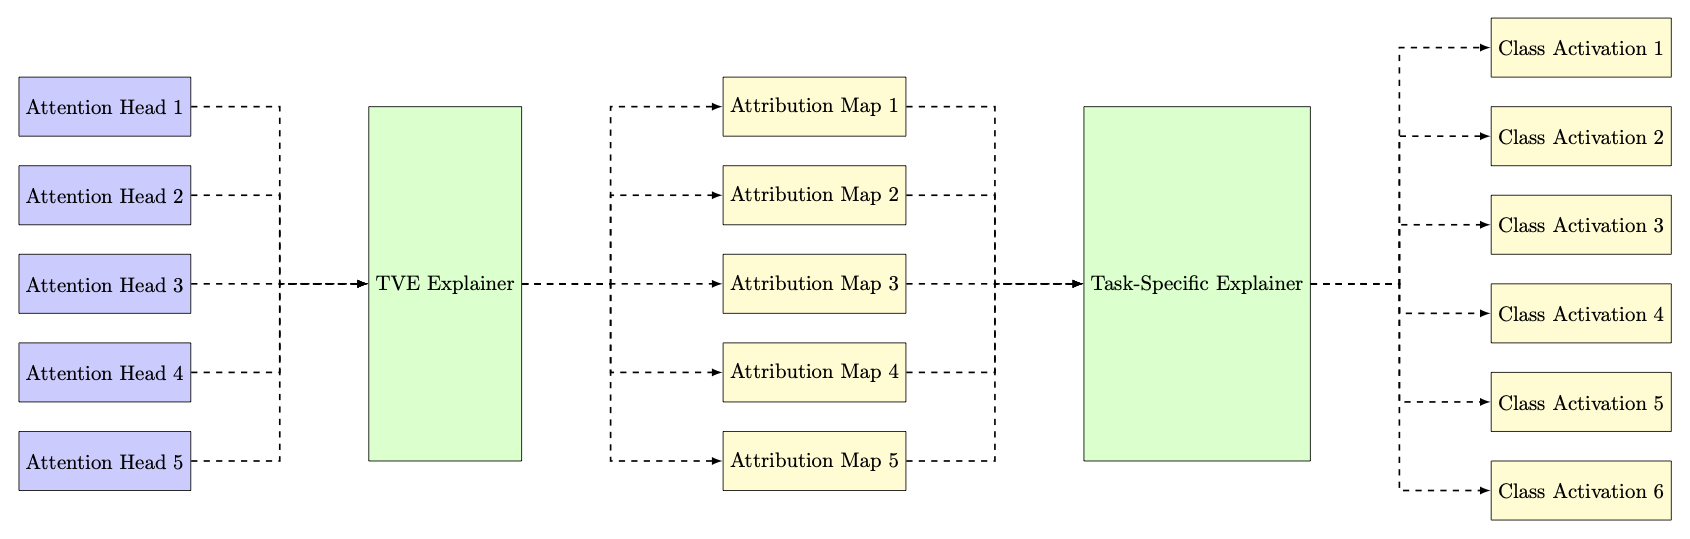 Attention Head 1
Attention Head 2
Attention Head 3
Attention Head 4
Attention Head 5
TVE Explainer
Attribution Map 1
Attribution Map 2
Attribution Map 3
Attribution Map 4
Attribution Map 5
Task-Specific Explainer
Class Activation 1
Class Activation 2
Class Activation 3
Class Activation 4
Class Activation 5
Class Activation 6